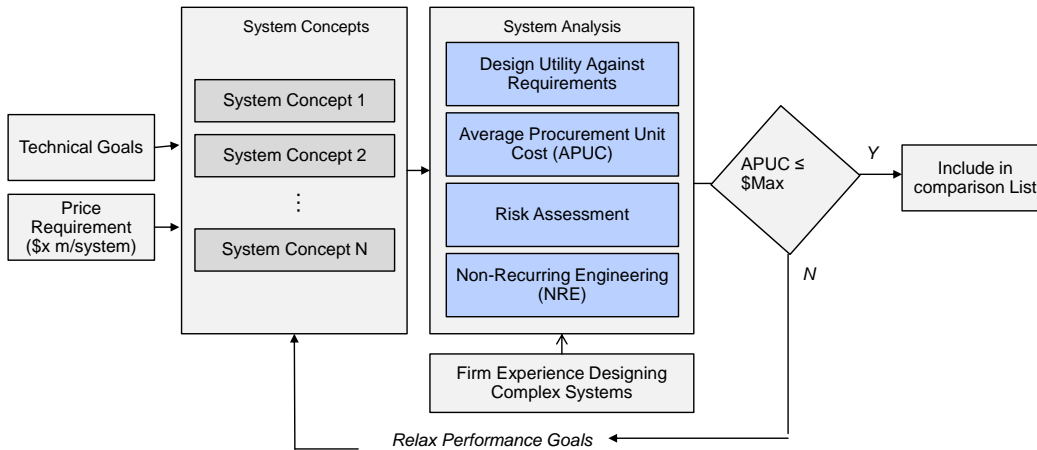 System Concepts
System Concept 1
System Concept 2
⋮
System Concept N
Technical Goals
Price
Requirement
($x m/system)
System Analysis
Design Utility Against
Requirements
Average Procurement Unit
Cost (APUC)
Risk Assessment
Non-Recurring Engineering
(NRE)
Firm Experience Designing
Complex Systems
APUC ≤
$Max
Y
N
Include in
comparison List
Relax Performance Goals